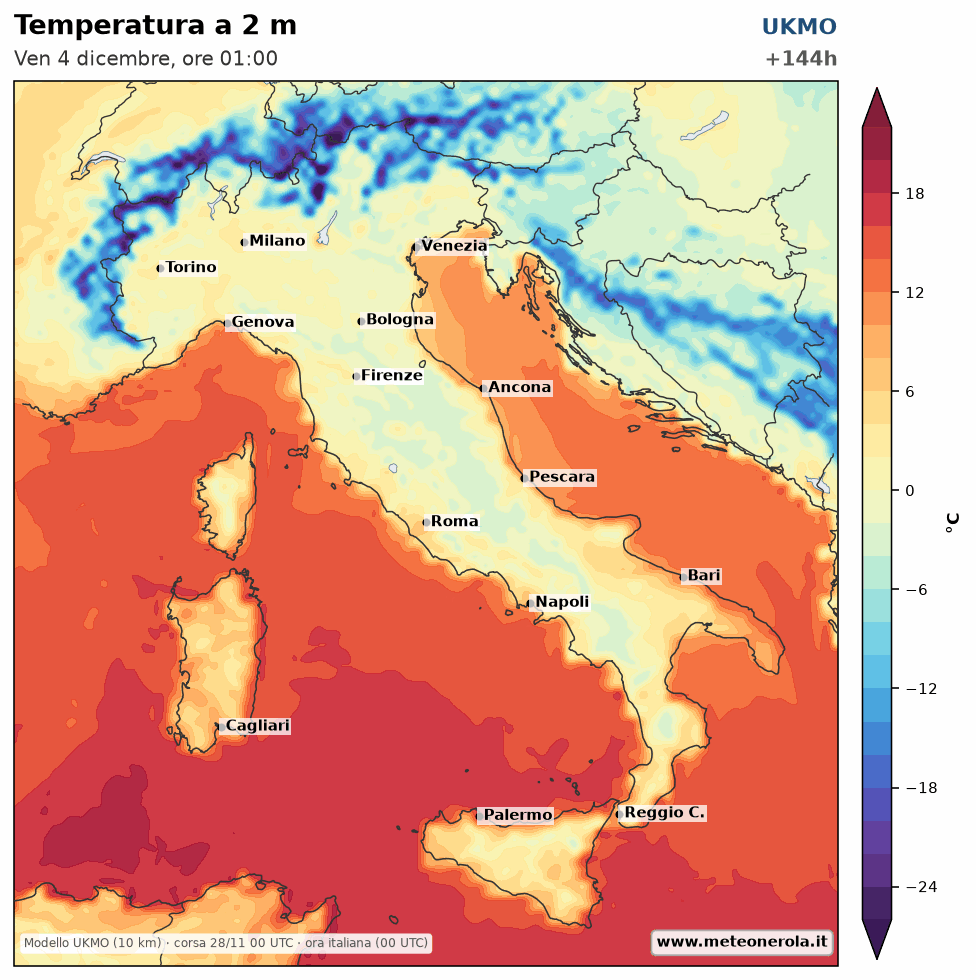 Temperatura a 2 m
UKMO
Ven 4 dicembre, ore 01:00
+144h
Milano
Venezia
Torino
Genova
Bologna
Firenze
Ancona
Pescara
Roma
Bari
Napoli
Cagliari
Palermo
Reggio C.
18
12
6
0
−6
−12
−18
−24
°C
Modello UKMO (10 km) · corsa 28/11 00 UTC · ora italiana (00 UTC)
www.meteonerola.it